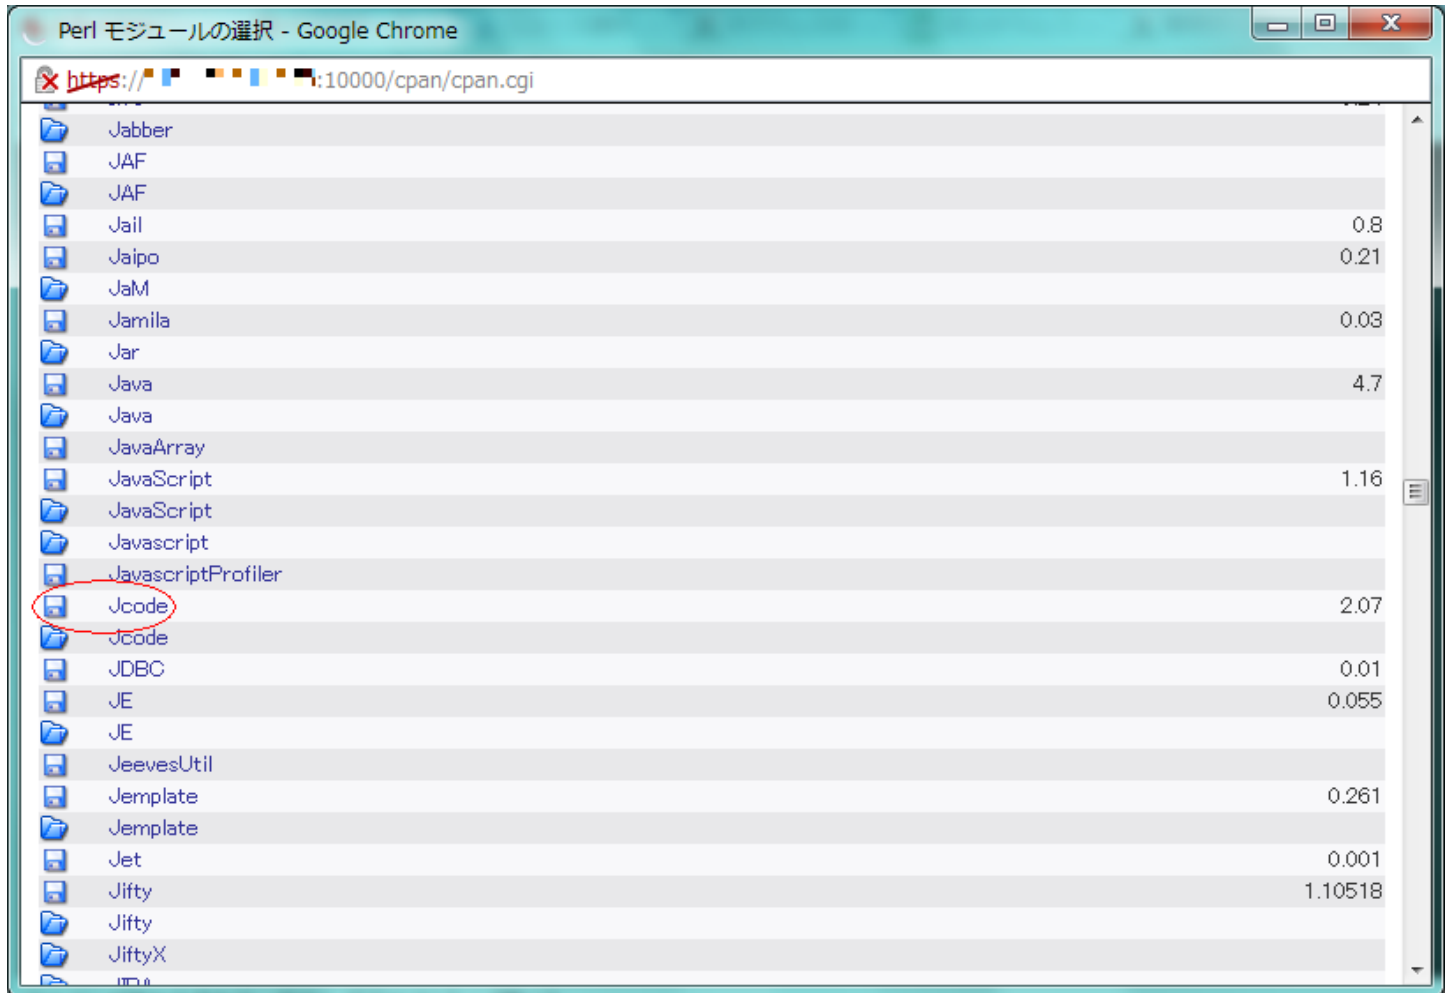 Perl モジュールの選択 - Google Chrome
https://:10000/cpan/cpan.cgi
Jabber
JAF
JAF
Jail 0.8
Jaipo 0.21
JaM
Jamila 0.03
Jar
Java 4.7
Java
JavaArray
JavaScript 1.16
JavaScript
Javascript
JavascriptProfiler
Jcode 2.07
Jcode
JDBC 0.01
JE 0.055
JE
JeevesUtil
Jemplate 0.261
Jemplate
Jet 0.001
Jifty 1.10518
Jifty
JiftyX